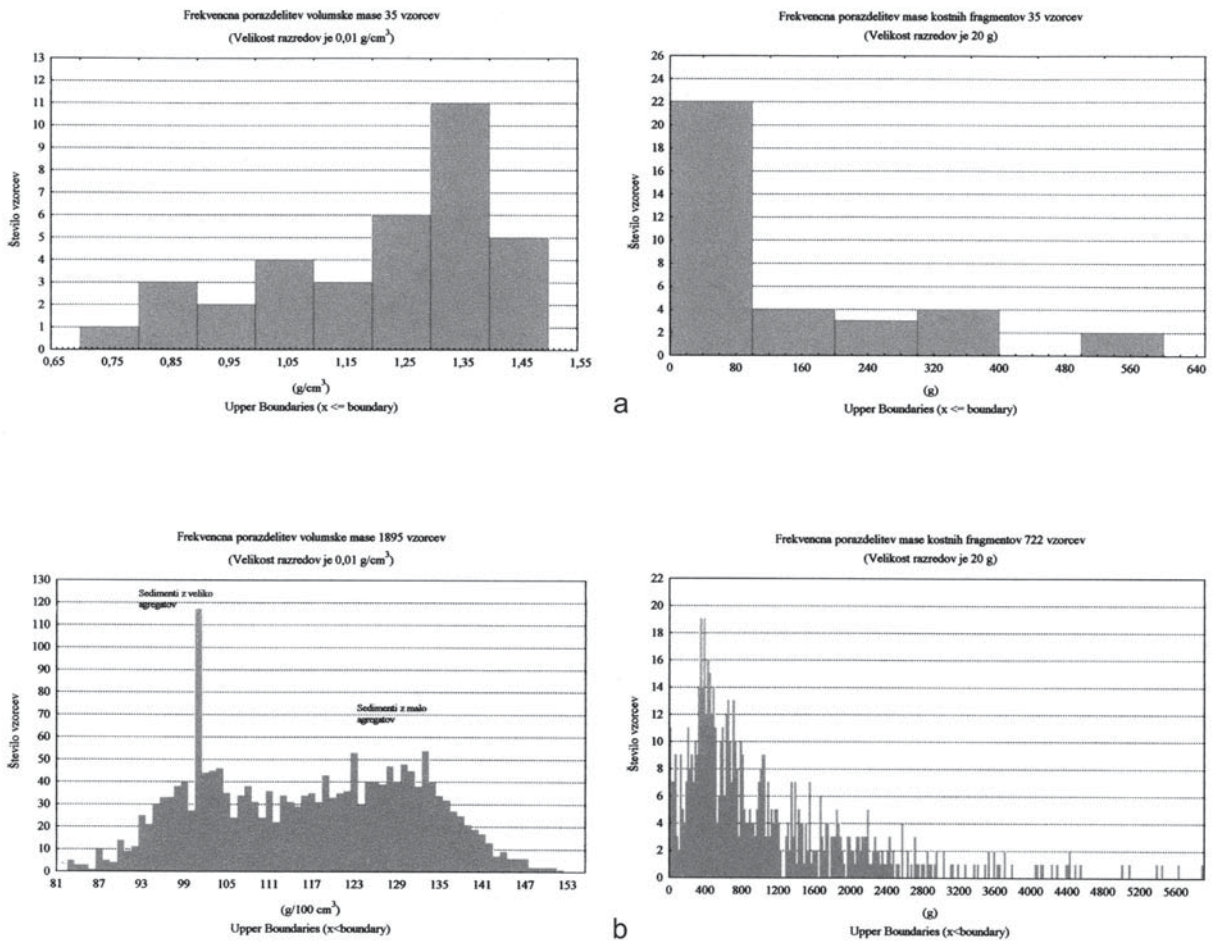 Frekvencna porazdelitev volumske mase 35 vzorcev
(Velikost razredov je 0,01 g/cm³)
13
12
11
10
9
8
7
6
5
4
3
2
1
0
Število vzorcev
0,65 0,75 0,85 0,95 1,05 1,15 1,25 1,35 1,45 1,55
(g/cm³)
Upper Boundaries (x <= boundary)
Frekvencna porazdelitev mase kostnih fragmentov 35 vzorcev
(Velikost razredov je 20 g)
26
24
22
20
18
16
14
12
10
8
6
4
2
0
Število vzorcev
0 80 160 240 320 400 480 560 640
(g)
Upper Boundaries (x <= boundary)
a
Frekvencna porazdelitev volumske mase 1895 vzorcev
(Velikost razredov je 0,01 g/cm³)
130
120
110
100
90
80
70
60
50
40
30
20
10
0
Število vzorcev
Sedimenti z veliko
agregatov
Sedimenti z malo
agregatov
81 87 93 99 105 111 117 123 129 135 141 147 153
(g/100 cm³)
Upper Boundaries (x<boundary)
Frekvencna porazdelitev mase kostnih fragmentov 722 vzorcev
(Velikost razredov je 20 g)
22
20
18
16
14
12
10
8
6
4
2
0
Število vzorcev
0 400 800 1200 1600 2000 2400 2800 3200 3600 4000 4400 4800 5200 5600
(g)
Upper Boundaries (x<boundary)
b